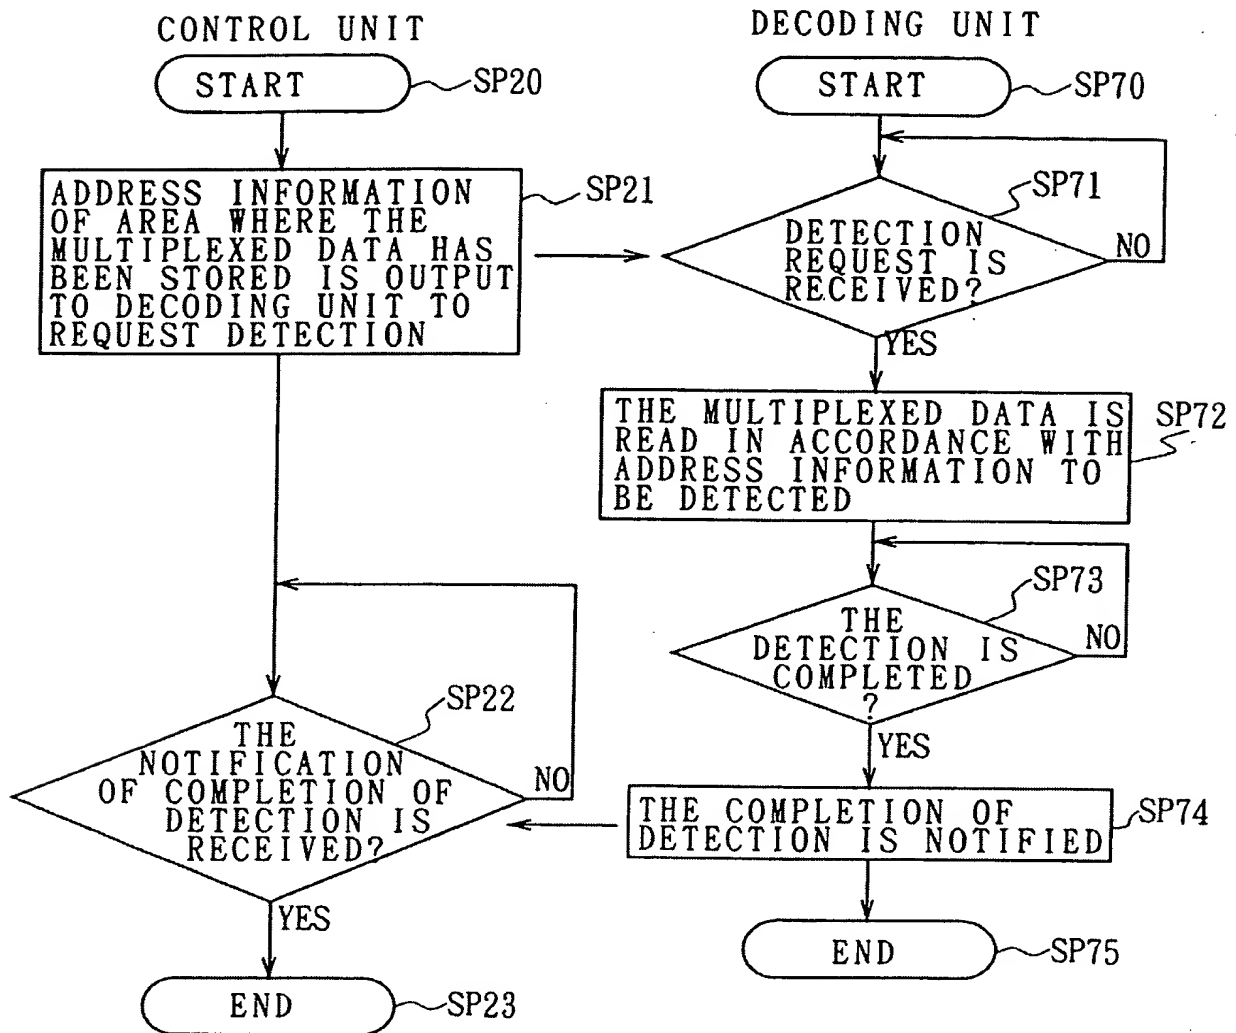 CONTROL UNIT
START
SP20
ADDRESS INFORMATION
OF AREA WHERE THE
MULTIPLEXED DATA HAS
BEEN STORED IS OUTPUT
TO DECODING UNIT TO
REQUEST DETECTION
SP21
THE
NOTIFICATION
OF COMPLETION OF
DETECTION IS
RECEIVED?
SP22
NO
YES
END
SP23
DECODING UNIT
START
SP70
DETECTION
REQUEST IS
RECEIVED?
SP71
NO
YES
THE MULTIPLEXED DATA IS
READ IN ACCORDANCE WITH
ADDRESS INFORMATION TO
BE DETECTED
SP72
THE
DETECTION IS
COMPLETED
?
SP73
NO
YES
THE COMPLETION OF
DETECTION IS NOTIFIED
SP74
END
SP75